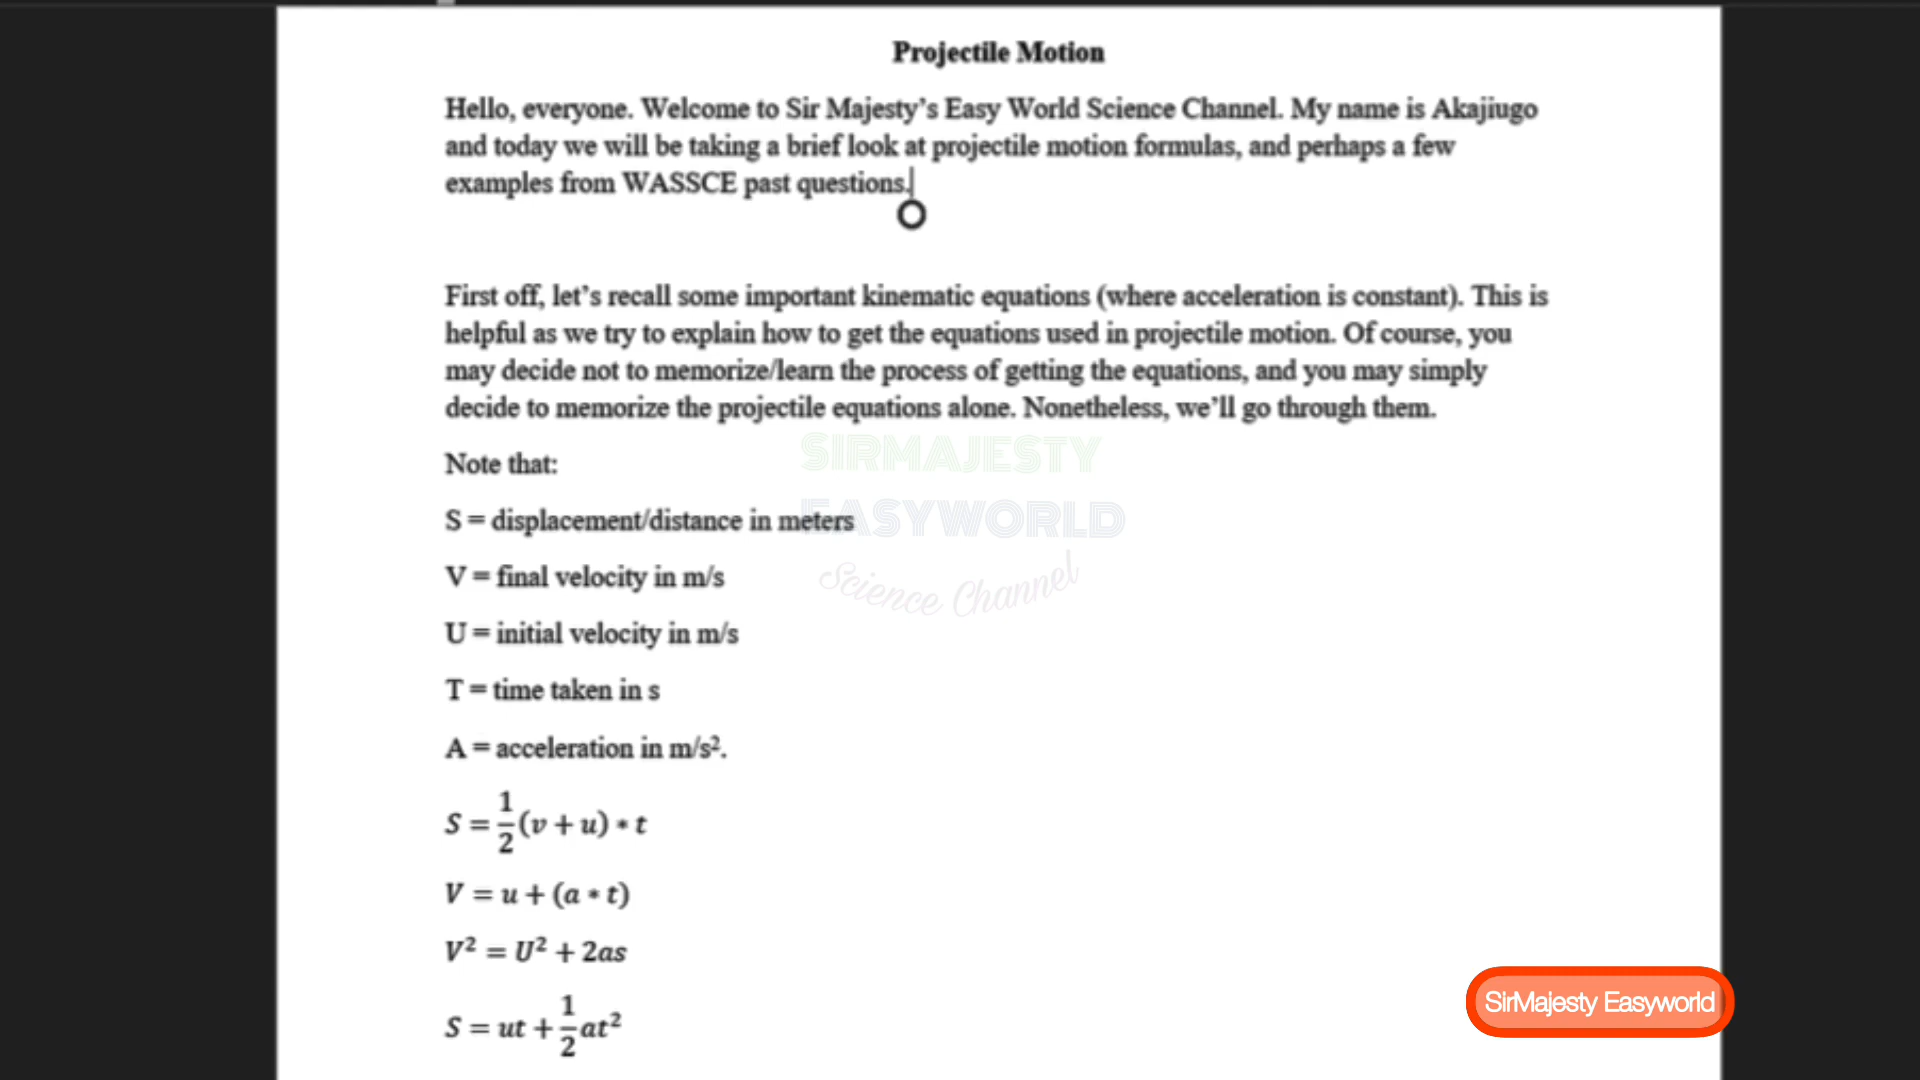 Projectile Motion
Hello, everyone. Welcome to Sir Majesty’s Easy World Science Channel. My name is Akajiugo
and today we will be taking a brief look at projectile motion formulas, and perhaps a few
examples from WASSCE past questions.
First off, let’s recall some important kinematic equations (where acceleration is constant). This is
helpful as we try to explain how to get the equations used in projectile motion. Of course, you
may decide not to memorize/learn the process of getting the equations, and you may simply
decide to memorize the projectile equations alone. Nonetheless, we’ll go through them.
SIRMAJESTY
Note that:
EASYWORLD
S = displacement/distance in meters
Science Channel
V = final velocity in m/s
U = initial velocity in m/s
T = time taken in s
A = acceleration in m/s².
S = 1/2 (v + u) * t
V = u + (a * t)
V² = U² + 2as
S = ut + 1/2 at²
SirMajesty Easyworld